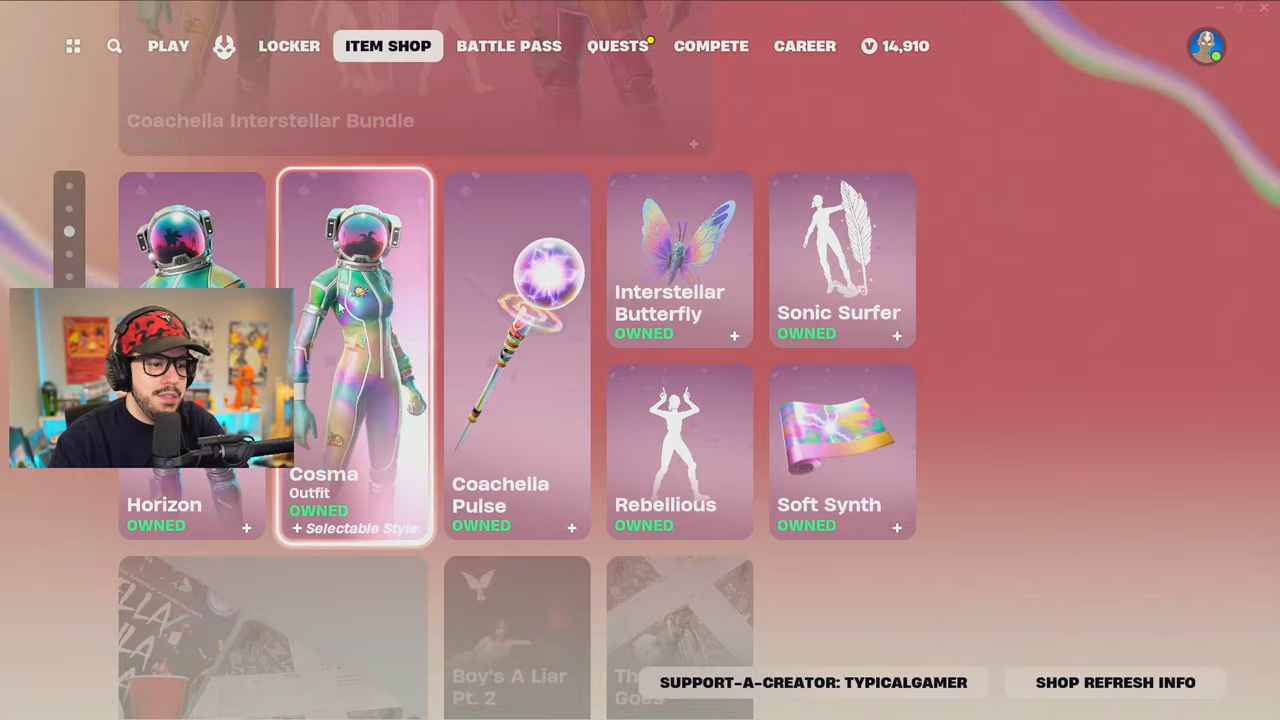 PLAY
LOCKER
ITEM SHOP
BATTLE PASS
QUESTS
COMPETE
CAREER
14,910
Coachella Interstellar Bundle
Horizon
OWNED
Cosma
Outfit
OWNED
+ Selectable Style
Coachella
Pulse
OWNED
Interstellar
Butterfly
OWNED
Sonic Surfer
OWNED
Rebellious
OWNED
Soft Synth
OWNED
Boy's A Liar
Pt. 2
SUPPORT-A-CREATOR: TYPICALGAMER
SHOP REFRESH INFO